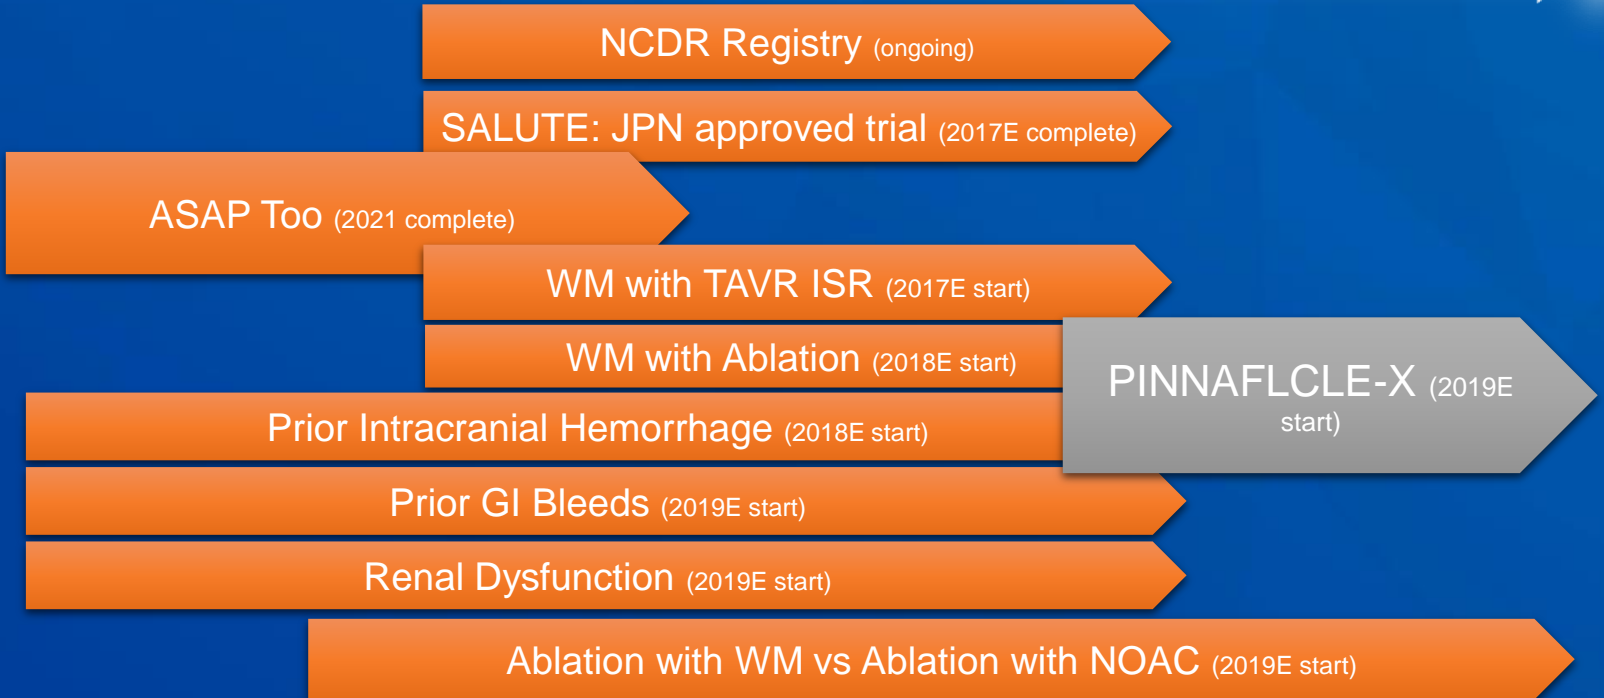 NCDR Registry (ongoing)
SALUTE: JPN approved trial (2017E complete)
ASAP Too (2021 complete)
WM with TAVR ISR (2017E start)
WM with Ablation (2018E start)
PINNAFLCLE-X (2019E
start)
Prior Intracranial Hemorrhage (2018E start)
Prior GI Bleeds (2019E start)
Renal Dysfunction (2019E start)
Ablation with WM vs Ablation with NOAC (2019E start)